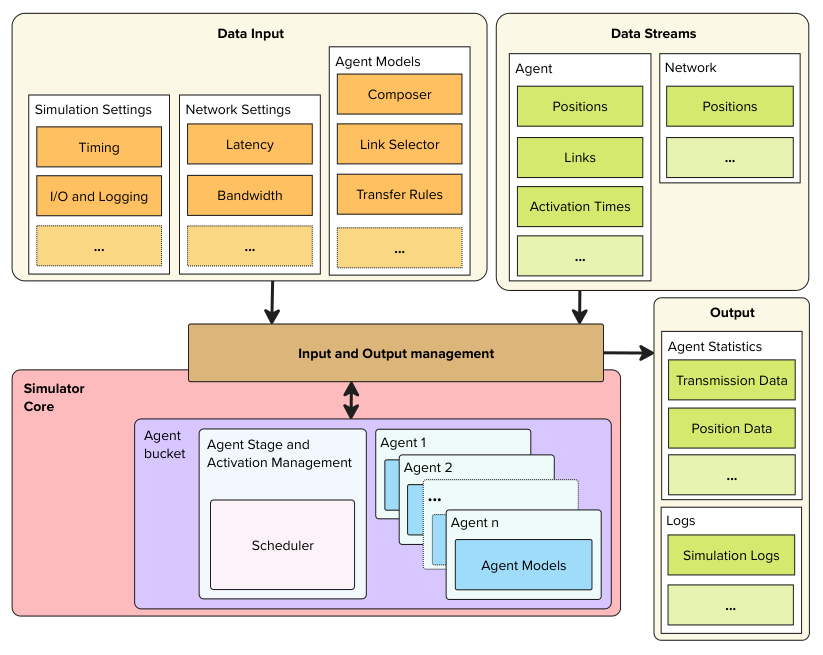 Data Input
Simulation Settings
Timing
I/O and Logging
...
Network Settings
Latency
Bandwidth
...
Agent Models
Composer
Link Selector
Transfer Rules
...
Data Streams
Agent
Positions
Links
Activation Times
...
Network
Positions
...
Input and Output management
Output
Agent Statistics
Transmission Data
Position Data
...
Logs
Simulation Logs
...
Simulator
Core
Agent
bucket
Agent Stage and
Activation Management
Scheduler
Agent 1
Agent 2
...
Agent n
Agent Models